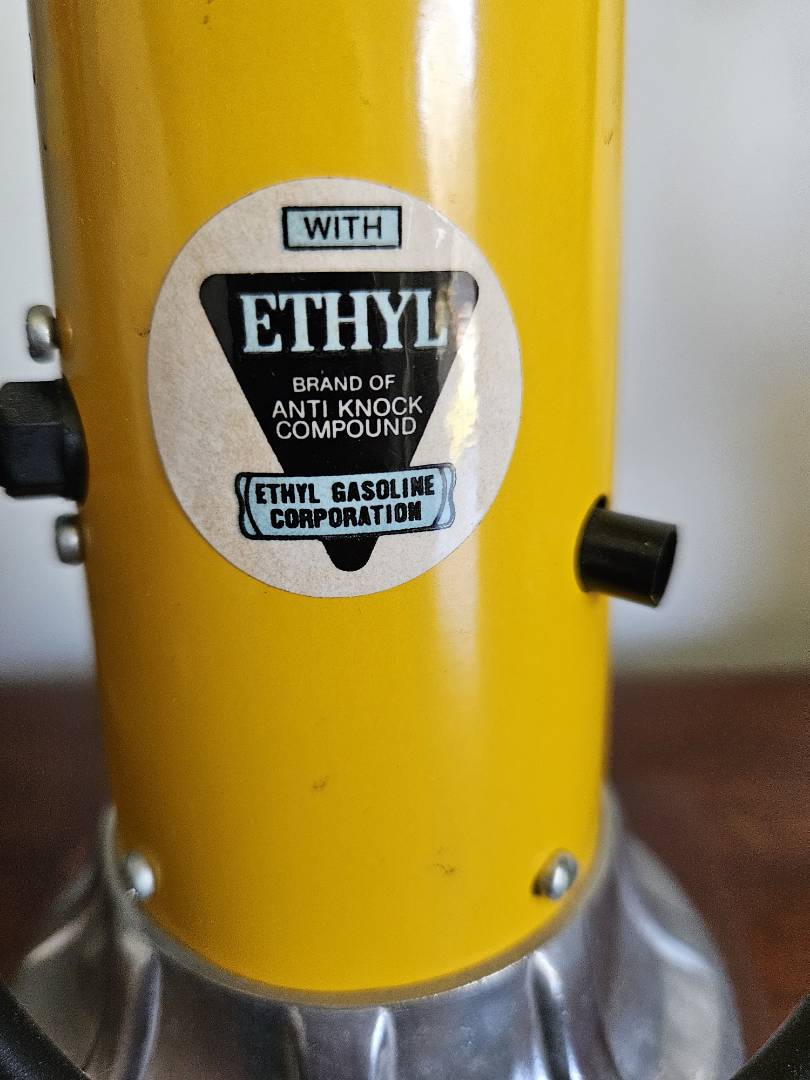 WITH
ETHYL
BRAND OF
ANTI KNOCK
COMPOUND
ETHYL GASOLINE
CORPORATION